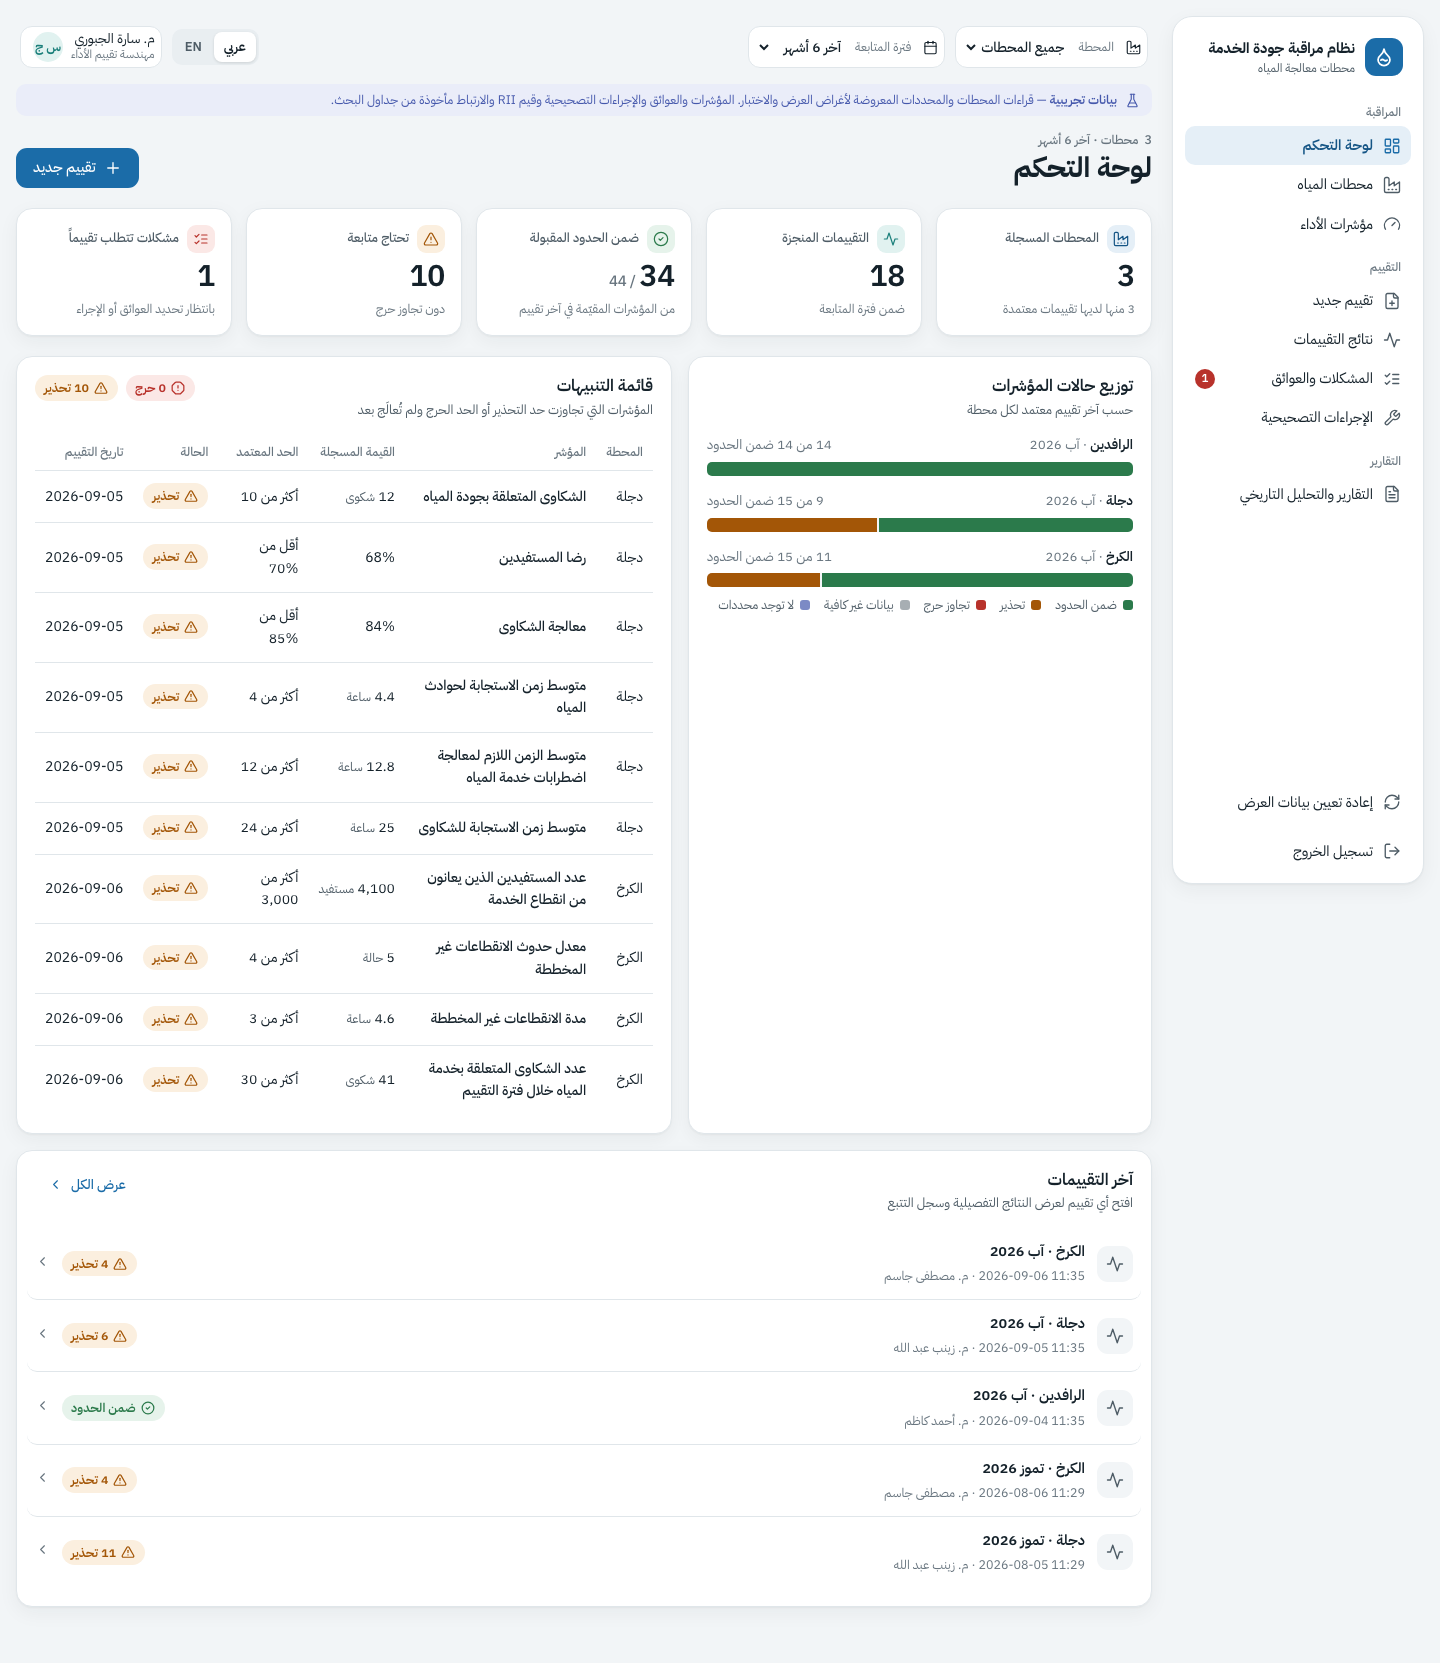 نظام مراقبة جودة الخدمة
محطات معالجة المياه
المراقبة
لوحة التحكم
محطات المياه
مؤشرات الأداء
التقييم
تقييم جديد
نتائج التقييمات
المشكلات والعوائق 1
الإجراءات التصحيحية
التقارير
التقارير والتحليل التاريخي
إعادة تعيين بيانات العرض
تسجيل الخروج
المحطة جميع المحطات
فترة المتابعة آخر 6 أشهر
عربي EN
م. سارة الجبوري
مهندسة تقييم الأداء
س ج
بيانات تجريبية — قراءات المحطات والمحددات المعروضة لأغراض العرض والاختبار. المؤشرات والعوائق والإجراءات التصحيحية وقيم RII والارتباط مأخوذة من جداول البحث.
3 محطات · آخر 6 أشهر
لوحة التحكم
تقييم جديد
المحطات المسجلة
3
3 منها لديها تقييمات معتمدة
التقييمات المنجزة
18
ضمن فترة المتابعة
ضمن الحدود المقبولة
34 / 44
من المؤشرات المقيّمة في آخر تقييم
تحتاج متابعة
10
دون تجاوز حرج
مشكلات تتطلب تقييماً
1
بانتظار تحديد العوائق أو الإجراء
توزيع حالات المؤشرات
حسب آخر تقييم معتمد لكل محطة
الرافدين · آب 2026 14 من 14 ضمن الحدود
دجلة · آب 2026 9 من 15 ضمن الحدود
الكرخ · آب 2026 11 من 15 ضمن الحدود
ضمن الحدود تحذير تجاوز حرج بيانات غير كافية لا توجد محددات
قائمة التنبيهات
0 حرج 10 تحذير
المؤشرات التي تجاوزت حد التحذير أو الحد الحرج ولم تُعالَج بعد
المحطة المؤشر القيمة المسجلة الحد المعتمد الحالة تاريخ التقييم
دجلة الشكاوى المتعلقة بجودة المياه 12 شكوى أكثر من 10 تحذير 2026-09-05
دجلة رضا المستفيدين 68% أقل من 70% تحذير 2026-09-05
دجلة معالجة الشكاوى 84% أقل من 85% تحذير 2026-09-05
دجلة متوسط زمن الاستجابة لحوادث المياه 4.4 ساعة أكثر من 4 تحذير 2026-09-05
دجلة متوسط الزمن اللازم لمعالجة اضطرابات خدمة المياه 12.8 ساعة أكثر من 12 تحذير 2026-09-05
دجلة متوسط زمن الاستجابة للشكاوى 25 ساعة أكثر من 24 تحذير 2026-09-05
الكرخ عدد المستفيدين الذين يعانون من انقطاع الخدمة 4,100 مستفيد أكثر من 3,000 تحذير 2026-09-06
الكرخ معدل حدوث الانقطاعات غير المخططة 5 حالة أكثر من 4 تحذير 2026-09-06
الكرخ مدة الانقطاعات غير المخططة 4.6 ساعة أكثر من 3 تحذير 2026-09-06
الكرخ عدد الشكاوى المتعلقة بخدمة المياه خلال فترة التقييم 41 شكوى أكثر من 30 تحذير 2026-09-06
آخر التقييمات
عرض الكل
افتح أي تقييم لعرض النتائج التفصيلية وسجل التتبع
الكرخ · آب 2026
2026-09-06 11:35 · م. مصطفى جاسم
4 تحذير
دجلة · آب 2026
2026-09-05 11:35 · م. زينب عبد الله
6 تحذير
الرافدين · آب 2026
2026-09-04 11:35 · م. أحمد كاظم
ضمن الحدود
الكرخ · تموز 2026
2026-08-06 11:29 · م. مصطفى جاسم
4 تحذير
دجلة · تموز 2026
2026-08-05 11:29 · م. زينب عبد الله
11 تحذير